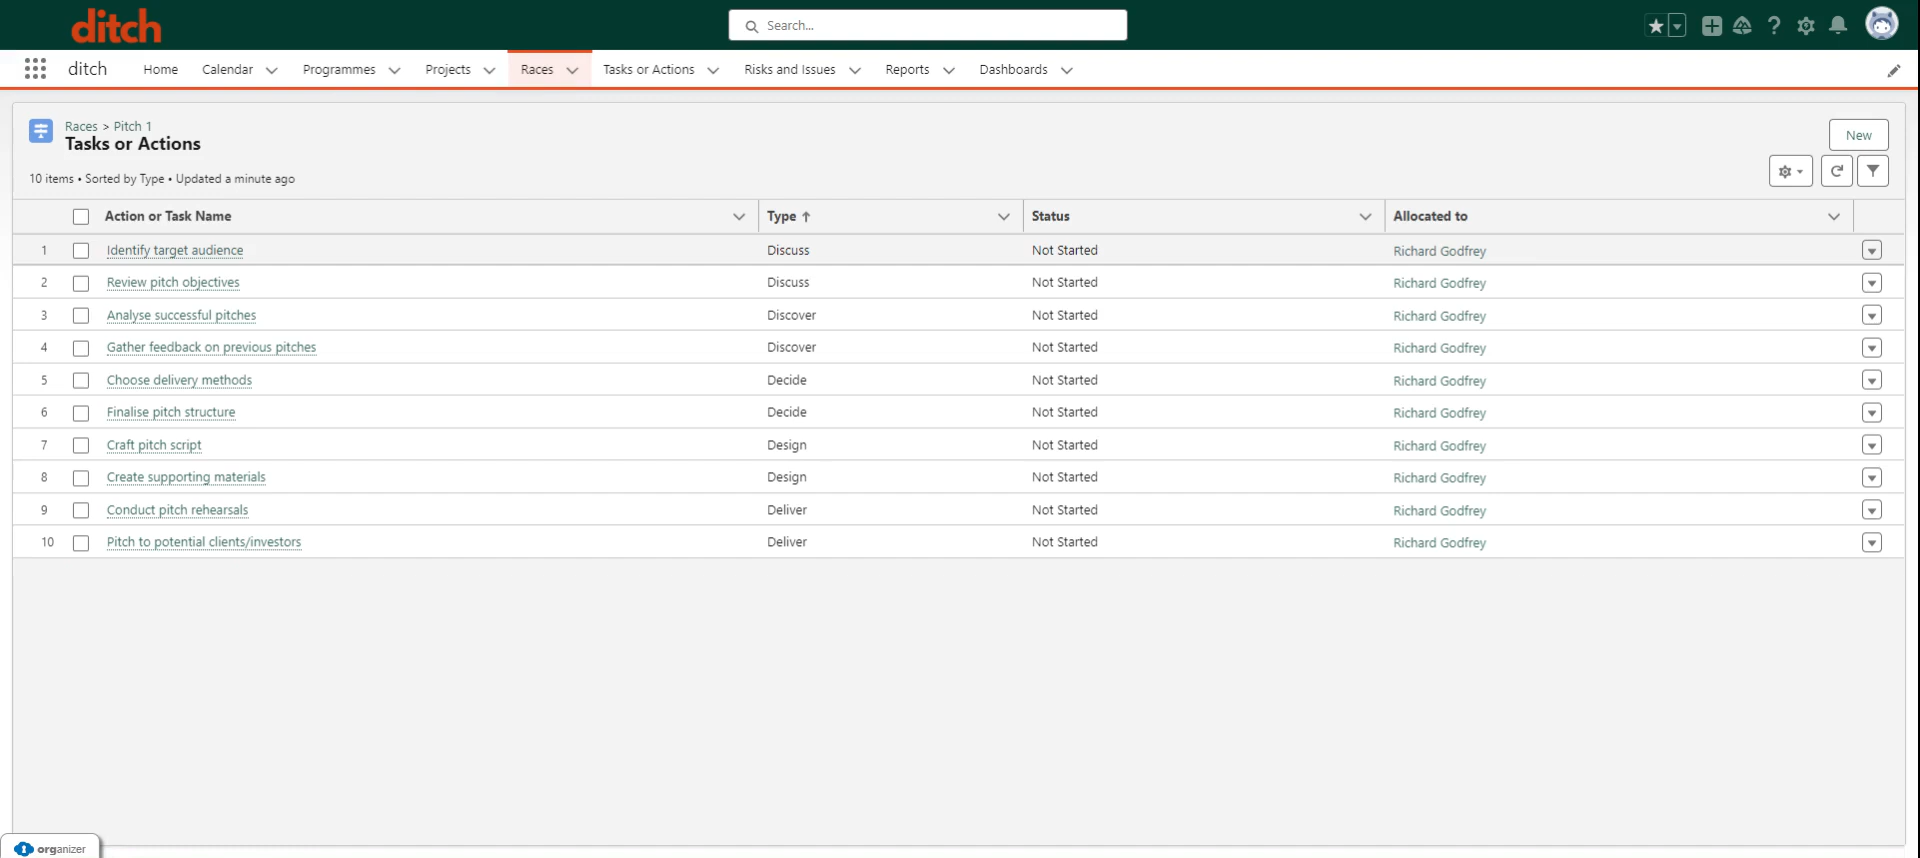 ditch
Search...
ditch Home Calendar Programmes Projects Races Tasks or Actions Risks and Issues Reports Dashboards
Races > Pitch 1
Tasks or Actions
New
10 items • Sorted by Type • Updated a minute ago
Action or Task Name Type ↑ Status Allocated to
1 Identify target audience Discuss Not Started Richard Godfrey
2 Review pitch objectives Discuss Not Started Richard Godfrey
3 Analyse successful pitches Discover Not Started Richard Godfrey
4 Gather feedback on previous pitches Discover Not Started Richard Godfrey
5 Choose delivery methods Decide Not Started Richard Godfrey
6 Finalise pitch structure Decide Not Started Richard Godfrey
7 Craft pitch script Design Not Started Richard Godfrey
8 Create supporting materials Design Not Started Richard Godfrey
9 Conduct pitch rehearsals Deliver Not Started Richard Godfrey
10 Pitch to potential clients/investors Deliver Not Started Richard Godfrey
organizer